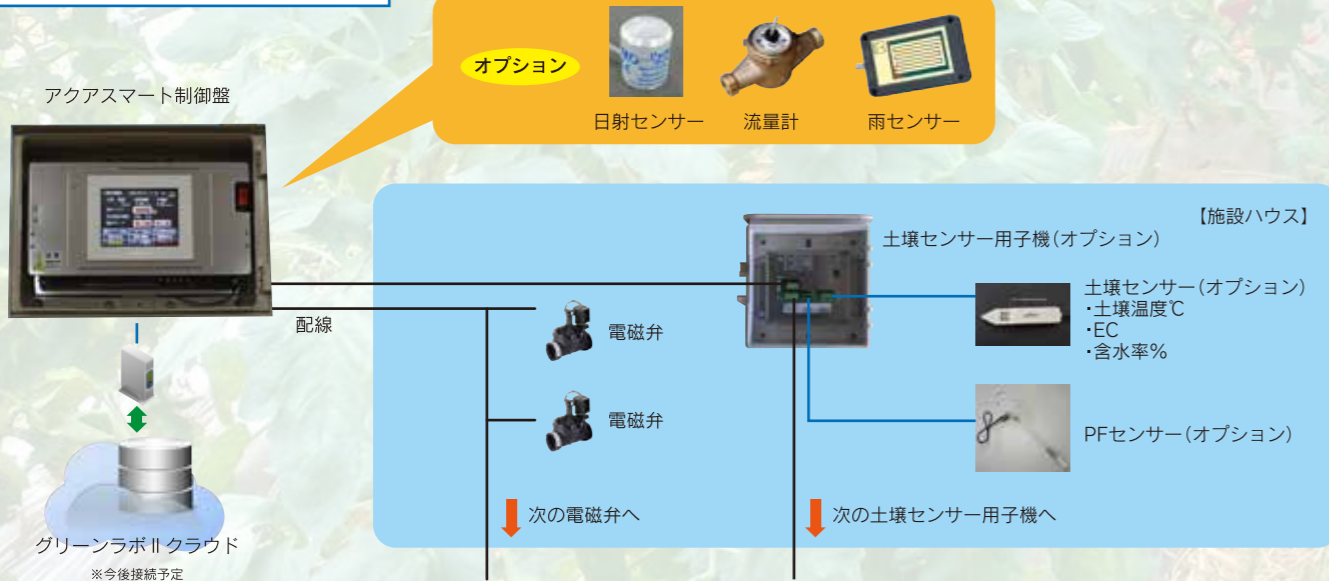 オプション
日射センサー
流量計
雨センサー
アクアスマート制御盤
【施設ハウス】
土壌センサー用子機(オプション)
土壌センサー(オプション)
・土壌温度℃
・EC
・含水率%
配線
電磁弁
電磁弁
PFセンサー(オプション)
次の電磁弁へ
次の土壌センサー用子機へ
グリーンラボⅡクラウド
※今後接続予定